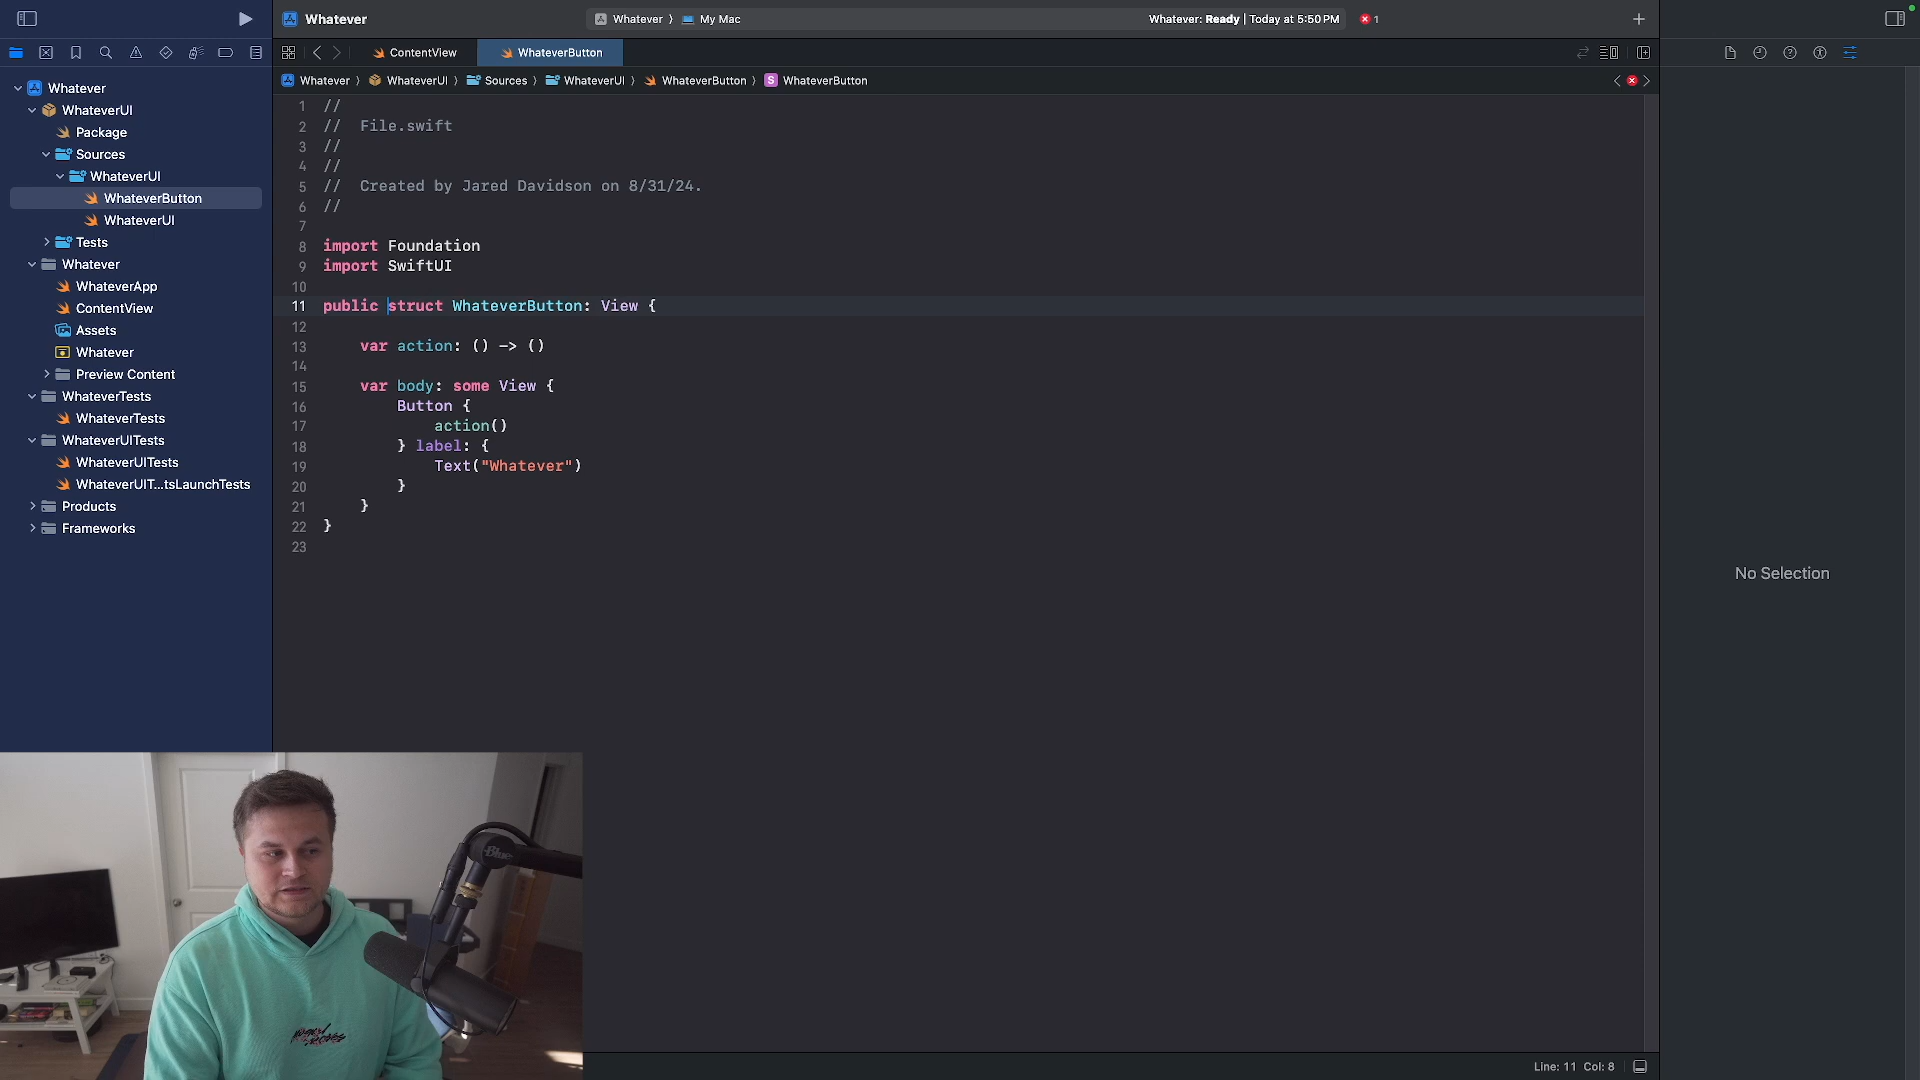 Whatever
Whatever 〉 My Mac
Whatever: Ready | Today at 5:50 PM
1
ContentView
WhateverButton
Whatever 〉 WhateverUI 〉 Sources 〉 WhateverUI 〉 WhateverButton 〉 S WhateverButton
Whatever
WhateverUI
Package
Sources
WhateverUI
WhateverButton
WhateverUI
Tests
Whatever
WhateverApp
ContentView
Assets
Whatever
Preview Content
WhateverTests
WhateverTests
WhateverUITests
WhateverUITests
WhateverUIT...tsLaunchTests
Products
Frameworks
1 //
2 //  File.swift
3 //
4 //
5 //  Created by Jared Davidson on 8/31/24.
6 //
7
8 import Foundation
9 import SwiftUI
10
11 public struct WhateverButton: View {
12
13     var action: () -> ()
14
15     var body: some View {
16         Button {
17             action()
18         } label: {
19             Text("Whatever")
20         }
21     }
22 }
23
No Selection
Blue
Line: 11 Col: 8